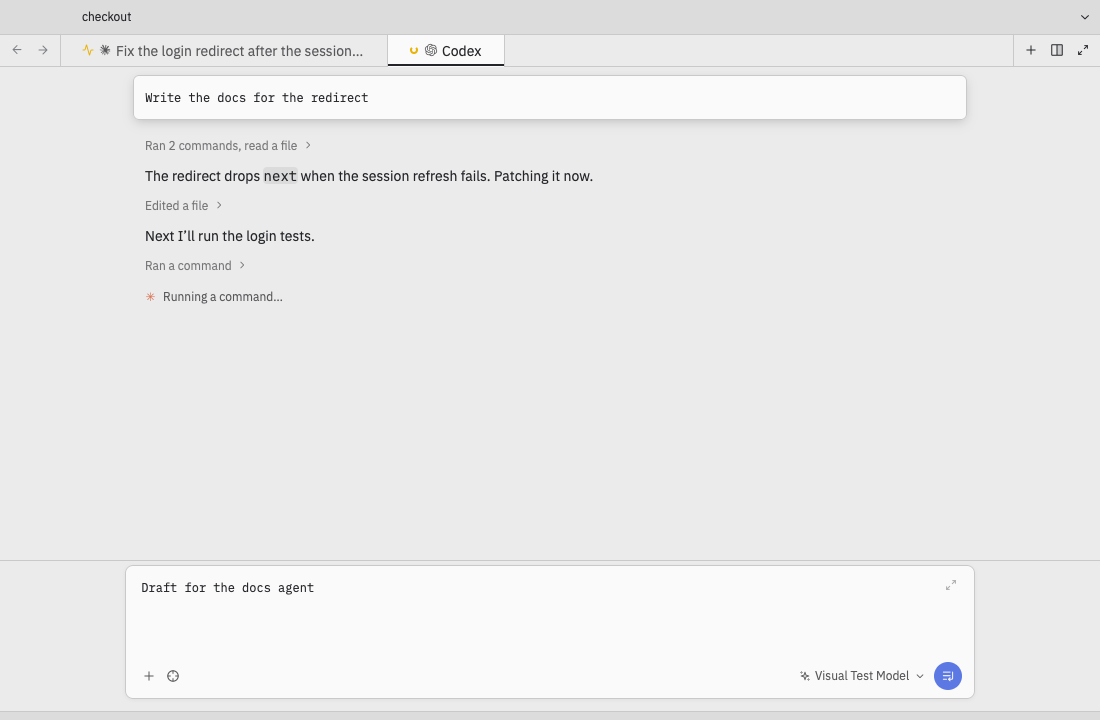 checkout
Fix the login redirect after the session…
Codex
Write the docs for the redirect
Ran 2 commands, read a file
The redirect drops next when the session refresh fails. Patching it now.
Edited a file
Next I’ll run the login tests.
Ran a command
Running a command…
Draft for the docs agent
Visual Test Model